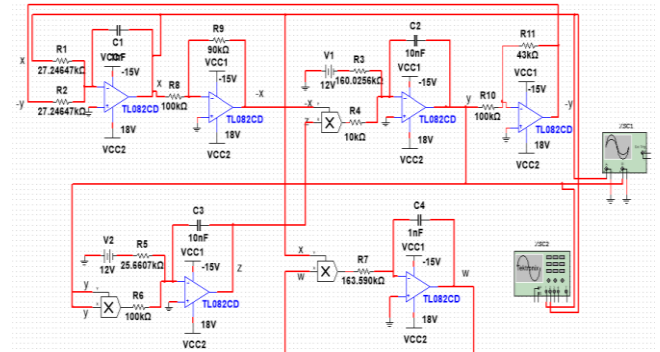 C1
R9
C2
R11
x
R1
VCC1
90kΩ
V1
R3
10nF
43kΩ
27.24647kΩ
-15V
x
R8
-15V
12V
160.0256kΩ
VCC1
-15V
y
R10
VCC1
-15V
-y
R2
-x
-x
R4
-y
27.24647kΩ
TL082CD
100kΩ
TL082CD
X
10kΩ
TL082CD
100kΩ
TL082CD
18V
18V
z
18V
18V
VCC2
VCC2
VCC2
VCC2
C3
C4
V2
R5
10nF
1nF
VCC1
x
VCC1
12V
25.6607kΩ
-15V
Z
R7
-15V
y
R6
X
w
w
X
y
100kΩ
TL082CD
163.590kΩ
TL082CD
18V
18V
VCC2
VCC2
Tektronix